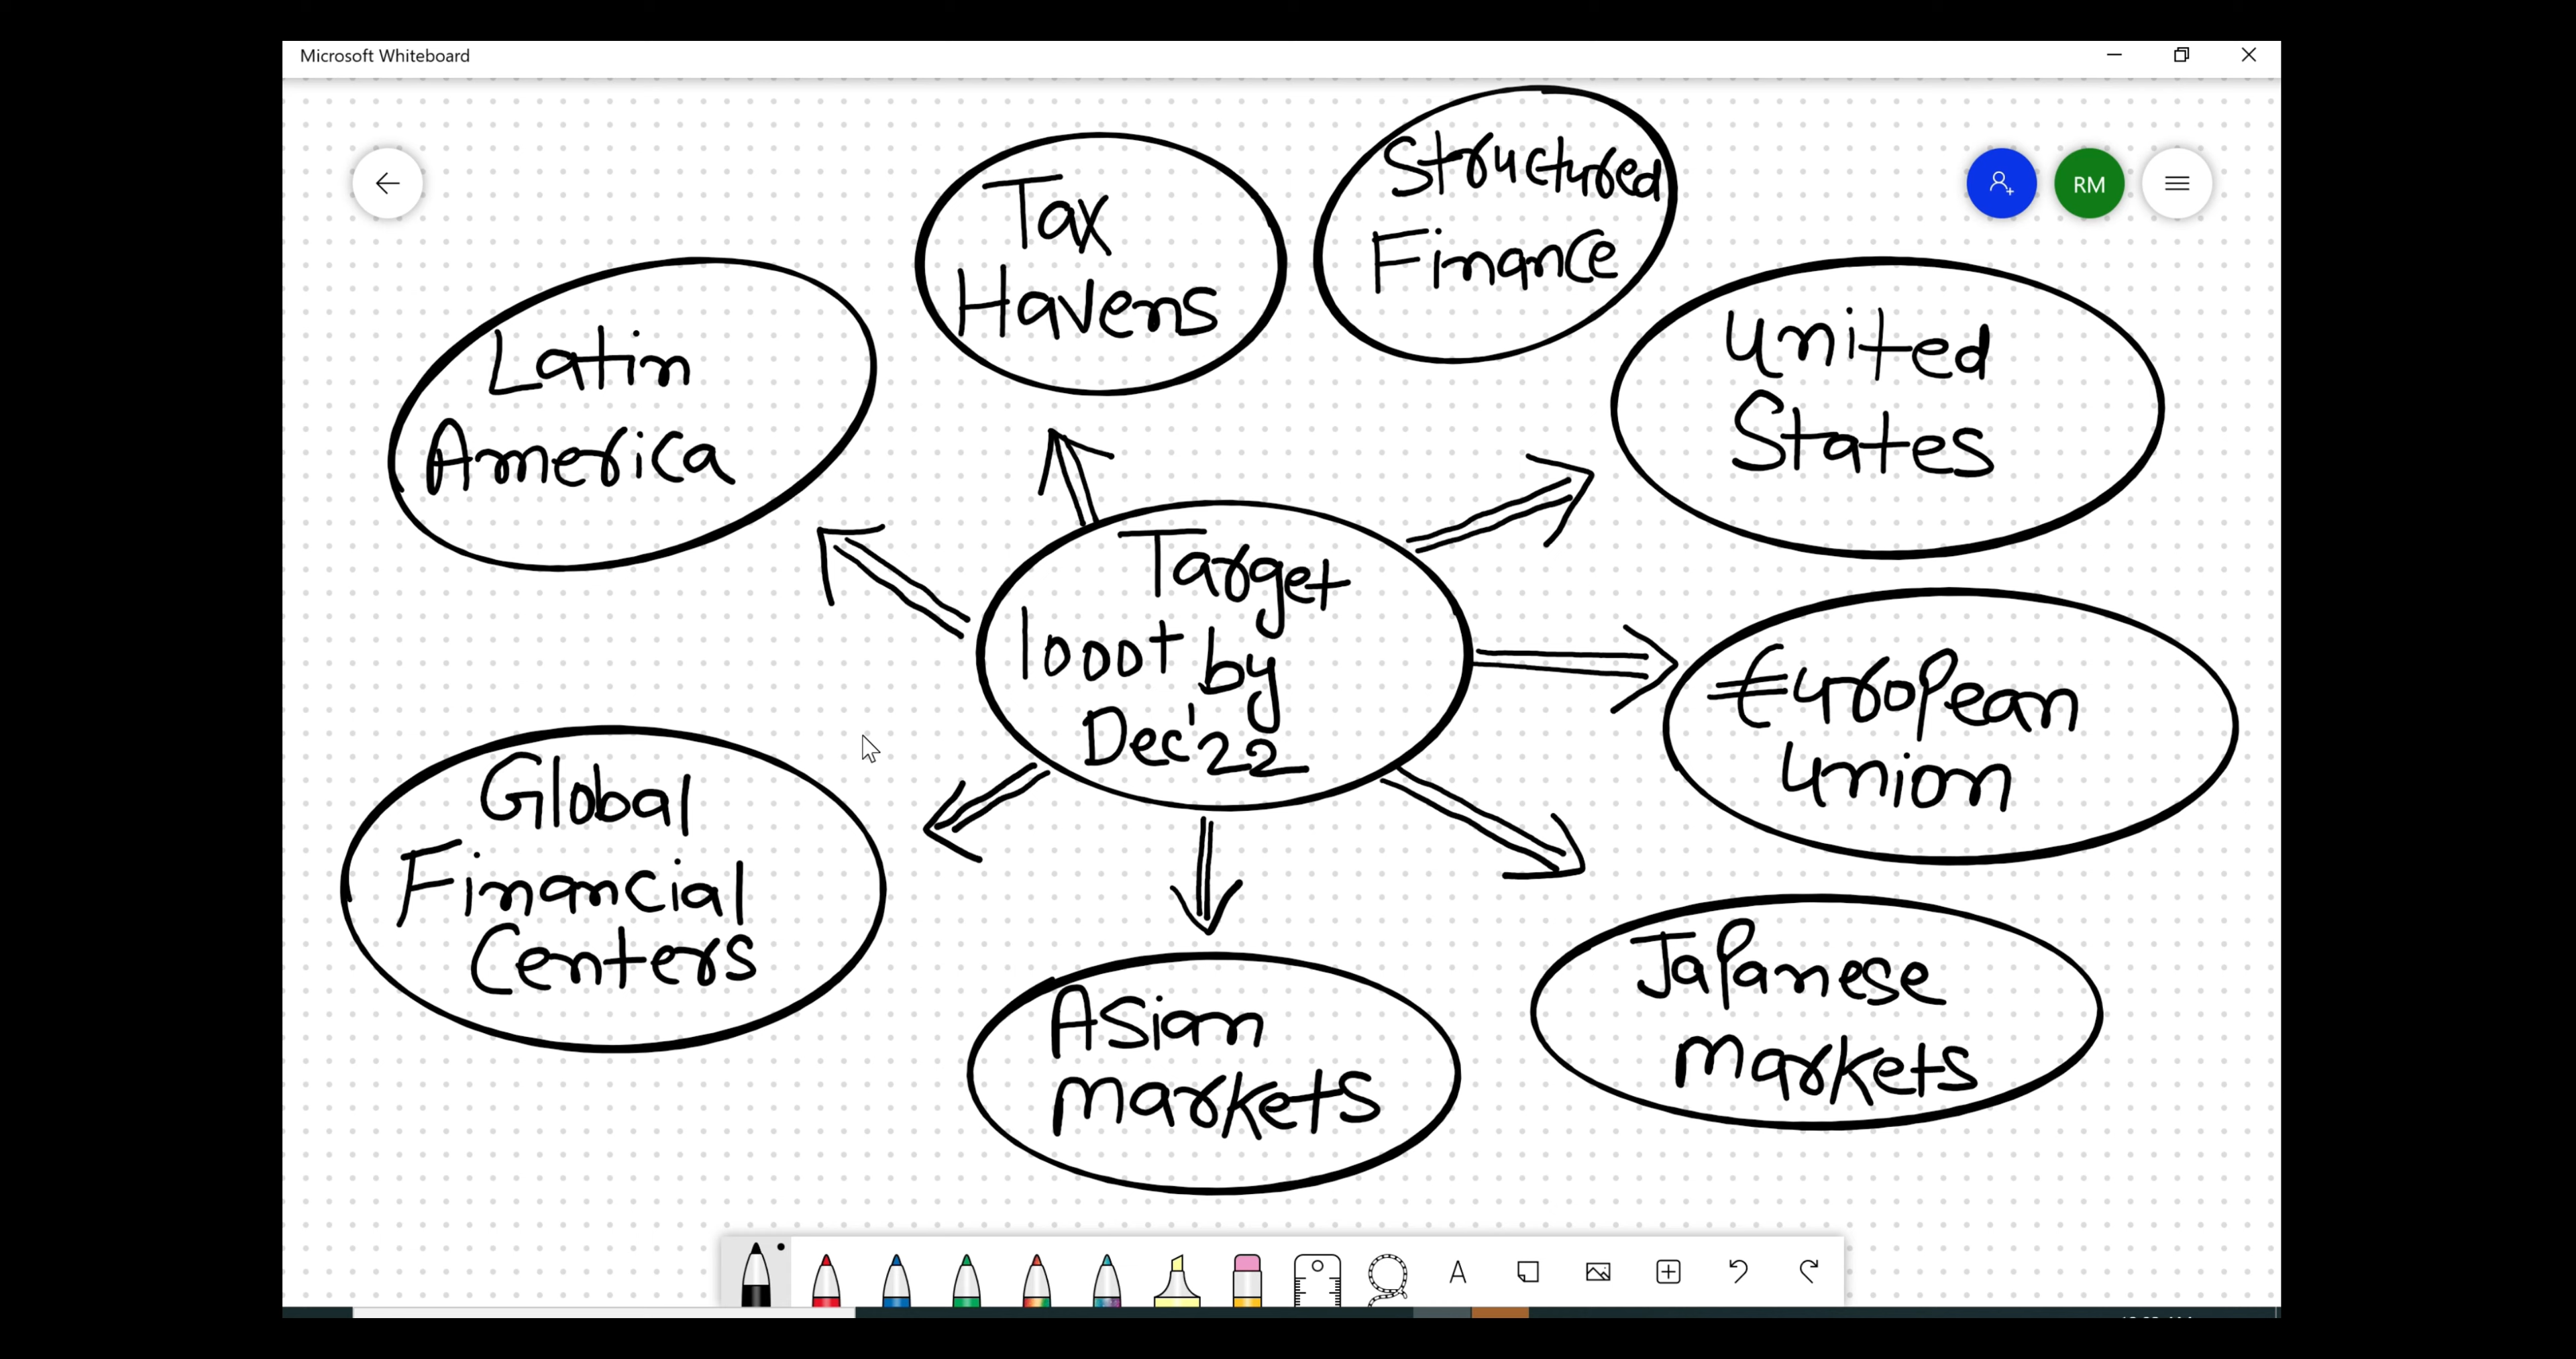 Microsoft Whiteboard
RM
Tax
Havens
Structured
Finance
Latin
America
United
States
Target
1000+ by
Dec'22
European
Union
Global
Financial
Centers
Asian
Markets
Japanese
Markets
A